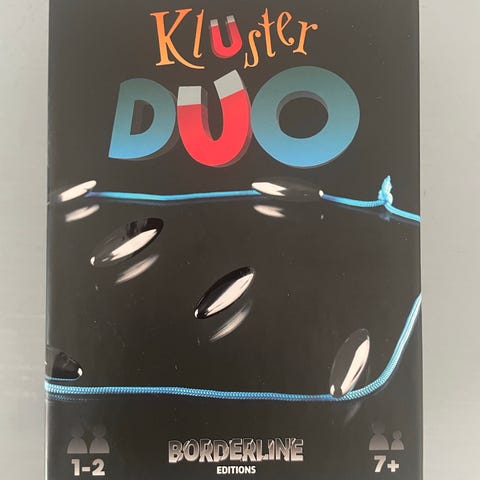 Kluster
DUO
BORDERLINE
EDITIONS
1-2
7+